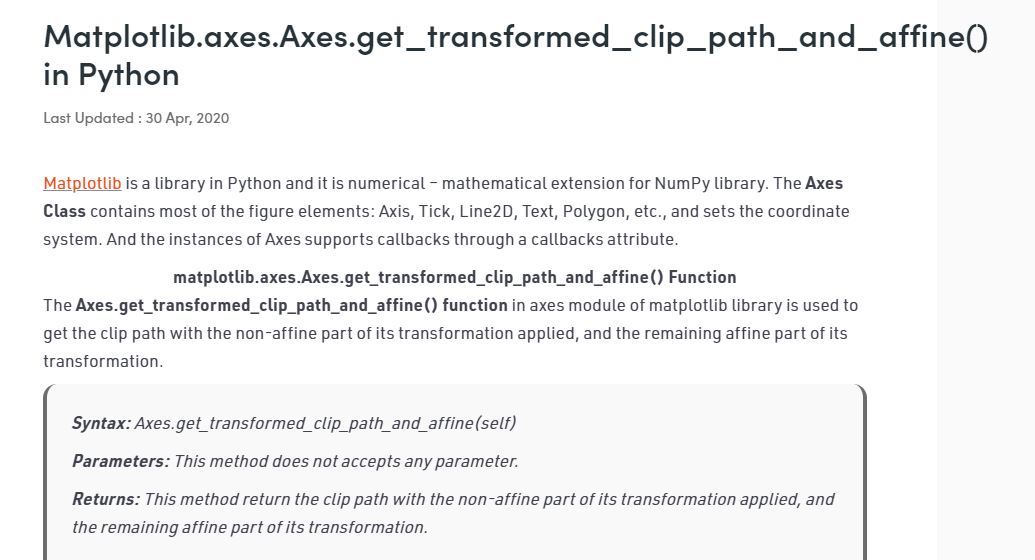 Matplotlib.axes.Axes.get_transformed_clip_path_and_affine()
in Python
Last Updated : 30 Apr, 2020
Matplotlib is a library in Python and it is numerical – mathematical extension for NumPy library. The Axes
Class contains most of the figure elements: Axis, Tick, Line2D, Text, Polygon, etc., and sets the coordinate
system. And the instances of Axes supports callbacks through a callbacks attribute.
matplotlib.axes.Axes.get_transformed_clip_path_and_affine() Function
The Axes.get_transformed_clip_path_and_affine() function in axes module of matplotlib library is used to
get the clip path with the non-affine part of its transformation applied, and the remaining affine part of its
transformation.
Syntax: Axes.get_transformed_clip_path_and_affine(self)
Parameters: This method does not accepts any parameter.
Returns: This method return the clip path with the non-affine part of its transformation applied, and
the remaining affine part of its transformation.